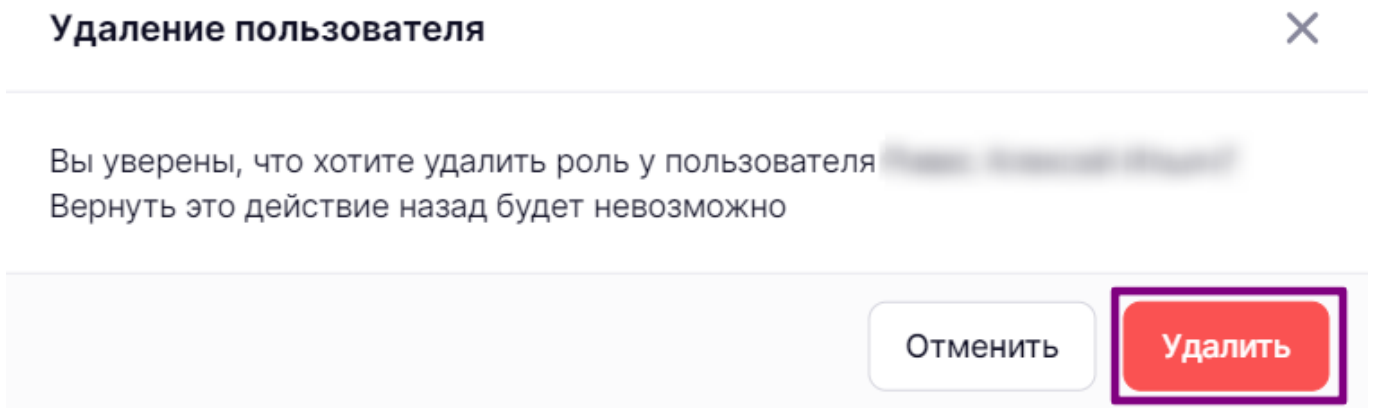 Удаление пользователя
Вы уверены, что хотите удалить роль у пользователя
Вернуть это действие назад будет невозможно
Отменить
Удалить